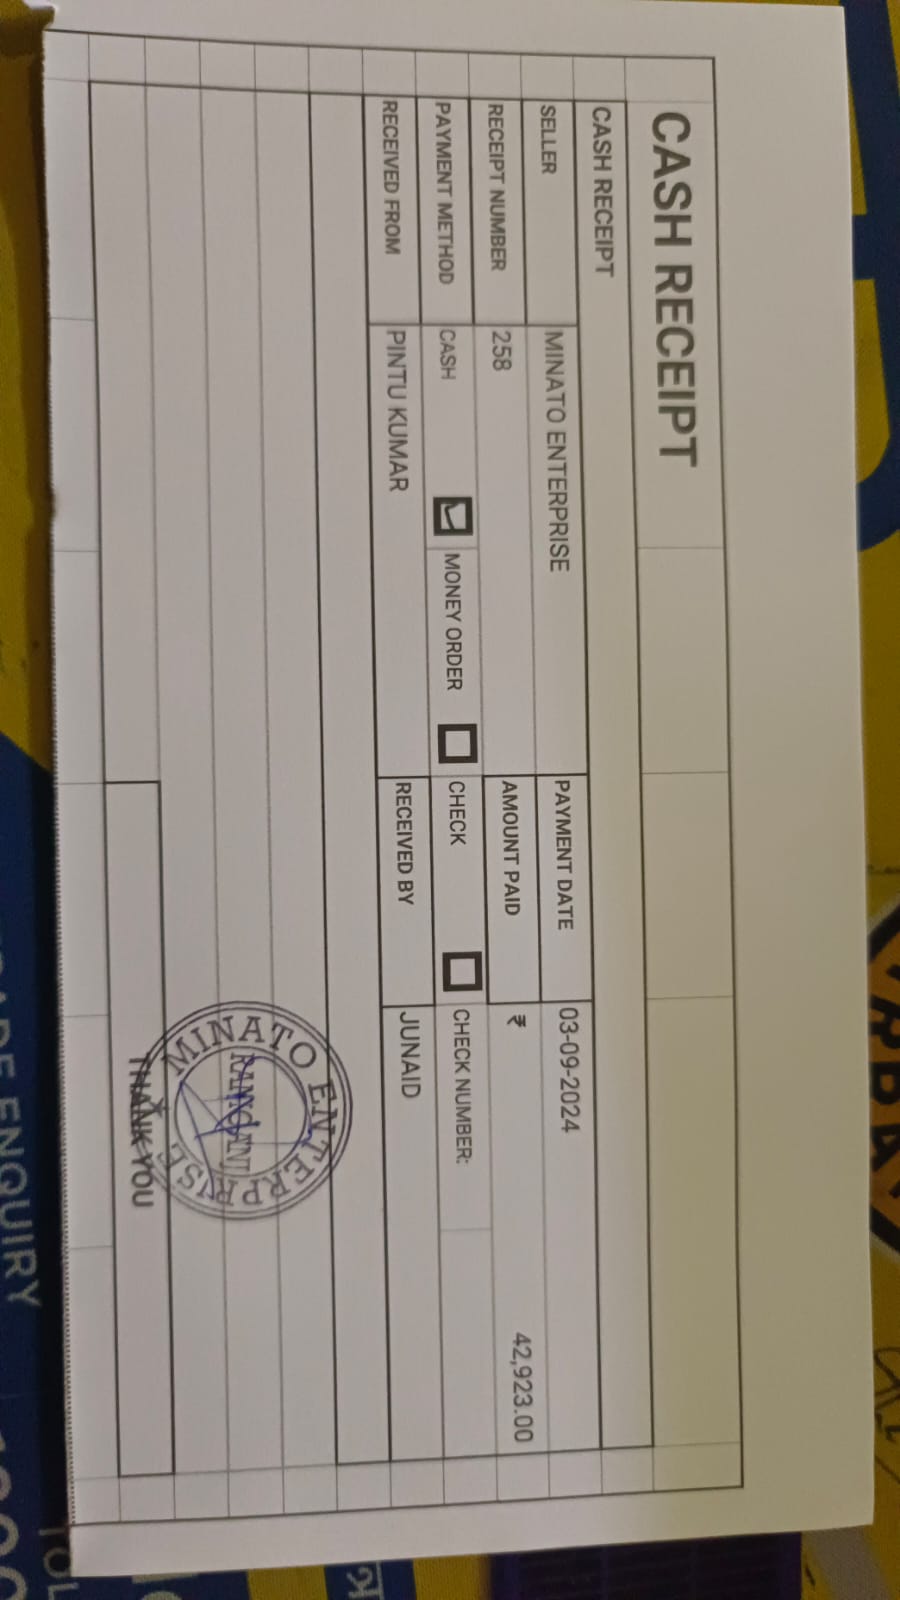 CASH RECEIPT
CASH RECEIPT
SELLER MINATO ENTERPRISE PAYMENT DATE 03-09-2024
RECEIPT NUMBER 258 AMOUNT PAID ₹ 42,923.00
PAYMENT METHOD CASH MONEY ORDER CHECK CHECK NUMBER:
RECEIVED FROM PINTU KUMAR RECEIVED BY JUNAID
MINATO ENTERPRISE
RANIGANJ
THANK YOU
ENQUIRY